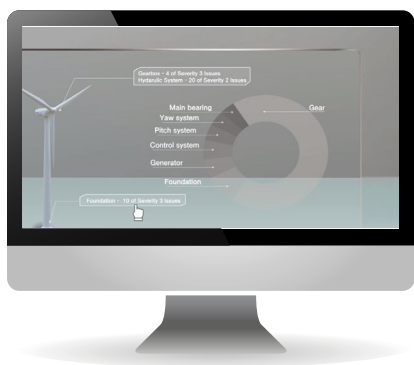 Gearbox - 4 of Severity 3 Issues
Hydarulic System - 20 of Severity 2 Issues
Main bearing
Gear
Yaw system
Pitch system
Control system
Generator
Foundation
Foundation - 10 of Severity 3 Issues